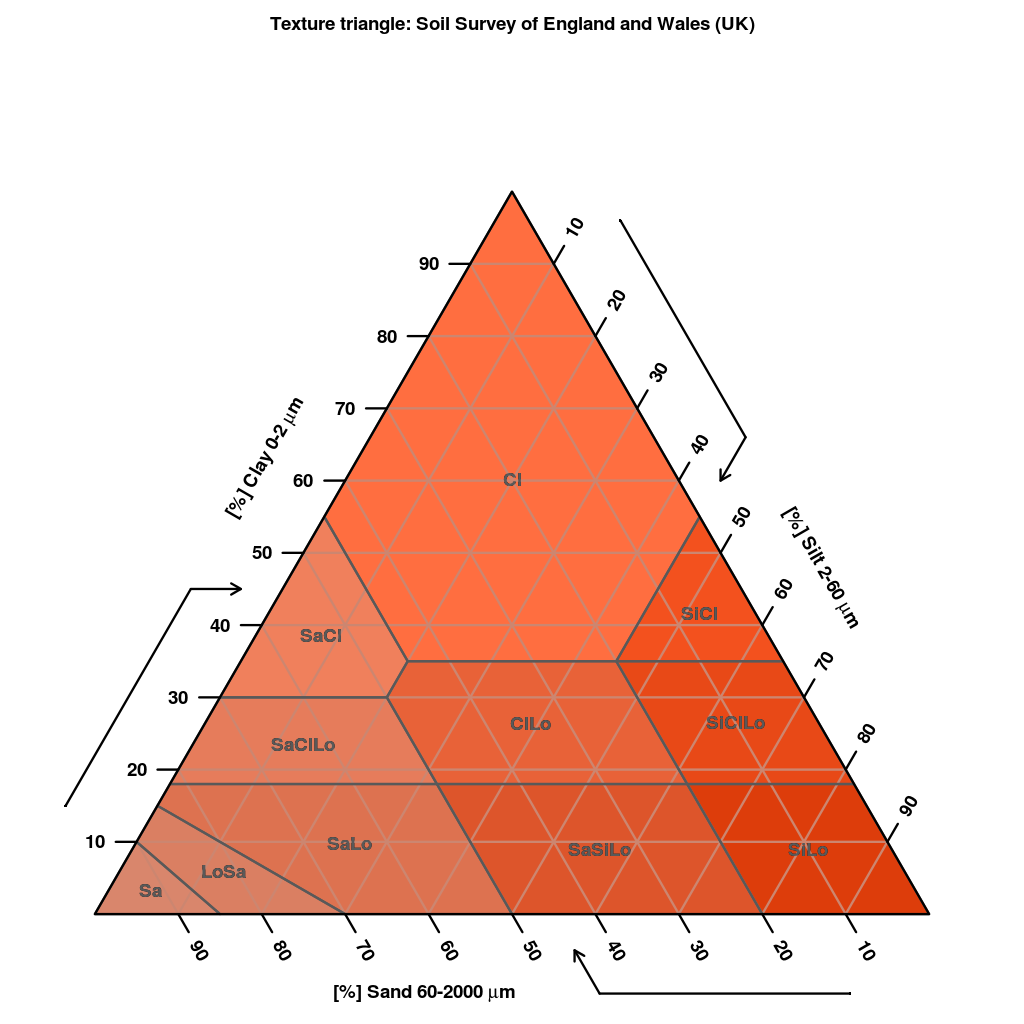 Texture triangle: Soil Survey of England and Wales (UK)
10
90
20
80
30
70
[%] Clay 0-2 µm
40
60
Cl
50
[%] Silt 2-60 µm
50
60
SiCl
40
SaCl
70
30
ClLo
SiClLo
80
SaClLo
20
90
10
SaLo
SaSiLo
SiLo
LoSa
Sa
90
80
70
60
50
40
30
20
10
[%] Sand 60-2000 µm